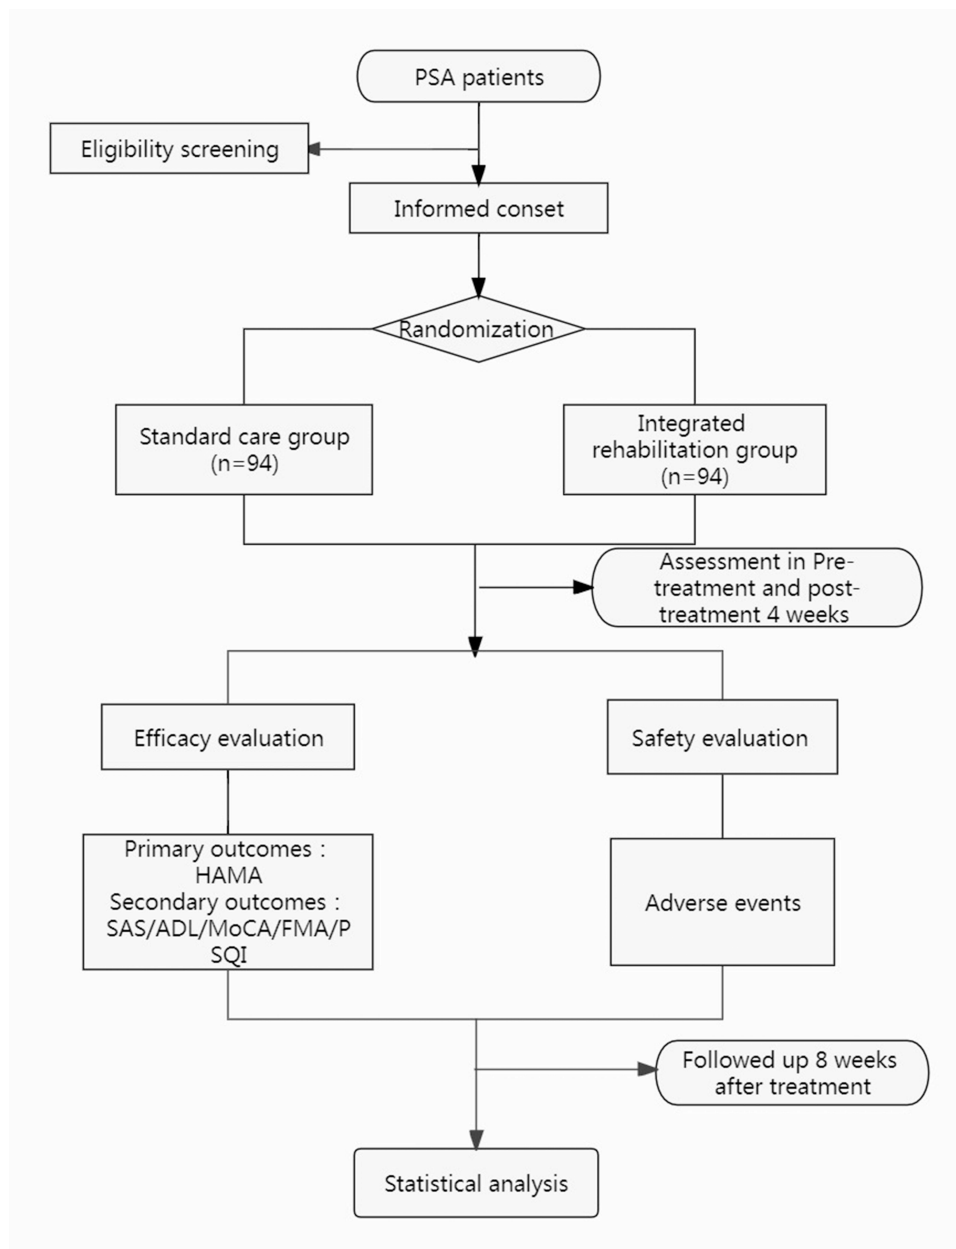 PSA patients
Eligibility screening
Informed conset
Randomization
Standard care group
(n=94)
Integrated
rehabilitation group
(n=94)
Assessment in Pre-
treatment and post-
treatment 4 weeks
Efficacy evaluation
Safety evaluation
Primary outcomes：
HAMA
Secondary outcomes：
SAS/ADL/MoCA/FMA/P
SQI
Adverse events
Followed up 8 weeks
after treatment
Statistical analysis